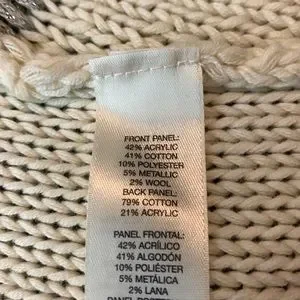 FRONT PANEL:
42% ACRYLIC
41% COTTON
10% POLYESTER
5% METALLIC
2% WOOL
BACK PANEL:
79% COTTON
21% ACRYLIC
PANEL FRONTAL:
42% ACRÍLICO
41% ALGODÓN
10% POLIÉSTER
5% METÁLICA
2% LANA